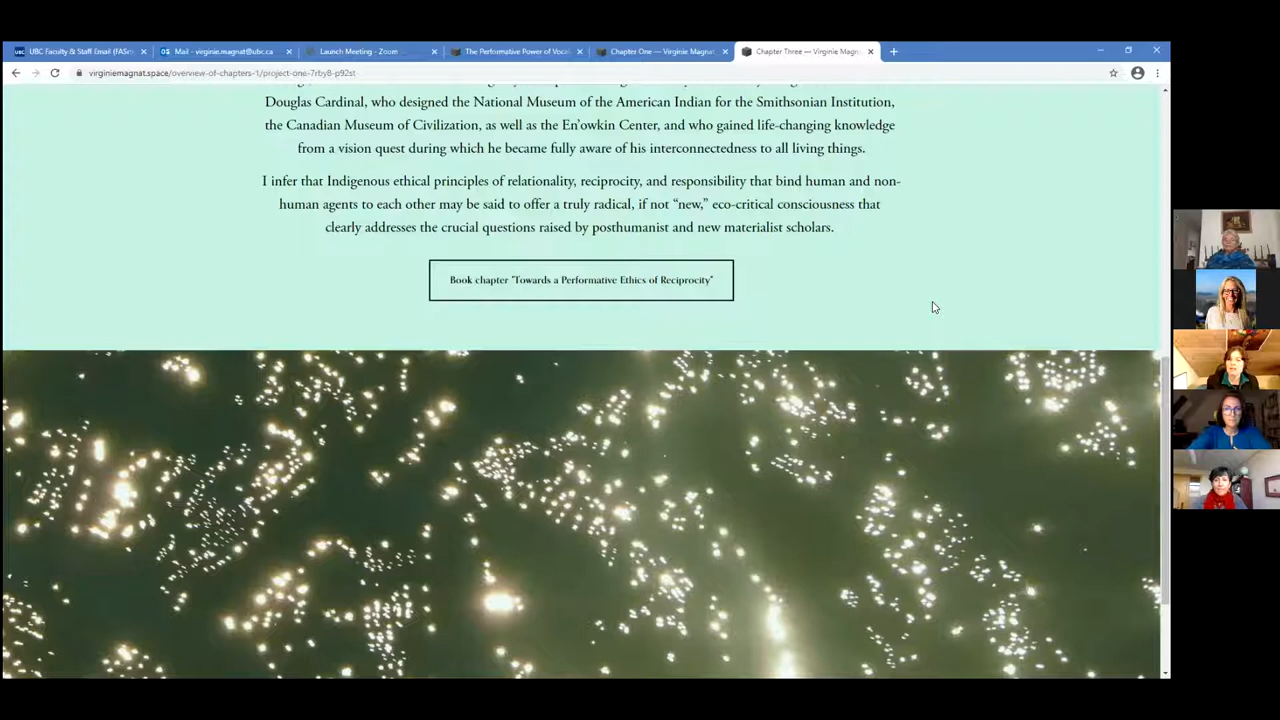 UBC Faculty & Staff Email (FASm
Mail - virginie.magnat@ubc.ca
Launch Meeting - Zoom
The Performative Power of Vocal
Chapter One — Virginie Magnat
Chapter Three — Virginie Magn
virginiemagnat.space/overview-of-chapters-1/project-one-7rby8-p92st
Douglas Cardinal, who designed the National Museum of the American Indian for the Smithsonian Institution,
the Canadian Museum of Civilization, as well as the En’owkin Center, and who gained life-changing knowledge
from a vision quest during which he became fully aware of his interconnectedness to all living things.
I infer that Indigenous ethical principles of relationality, reciprocity, and responsibility that bind human and non-
human agents to each other may be said to offer a truly radical, if not “new,” eco-critical consciousness that
clearly addresses the crucial questions raised by posthumanist and new materialist scholars.
Book chapter "Towards a Performative Ethics of Reciprocity"